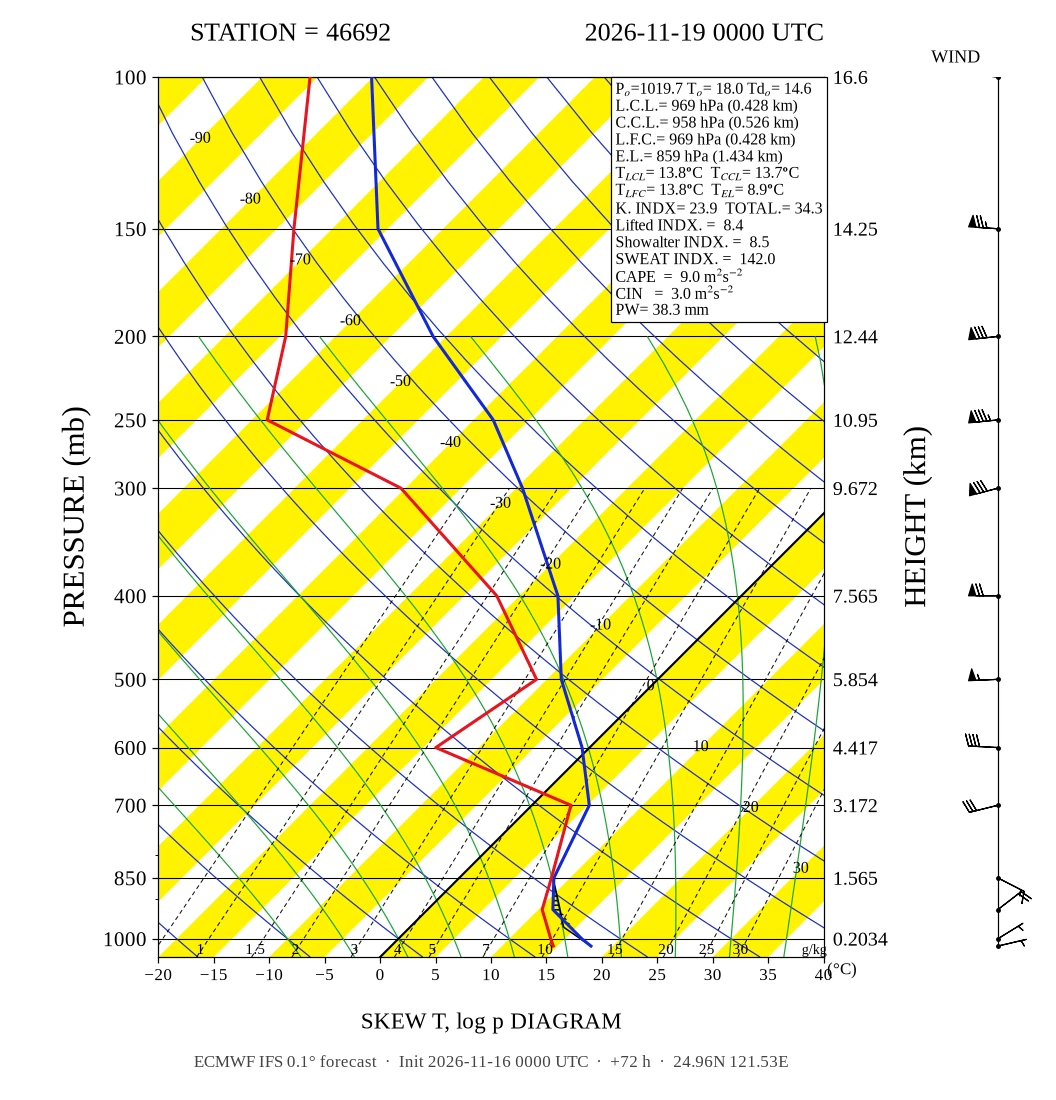 STATION = 46692
2026-11-19 0000 UTC
WIND
100
16.6
Pₒ=1019.7 Tₒ= 18.0 Tdₒ= 14.6
L.C.L.= 969 hPa (0.428 km)
C.C.L.= 958 hPa (0.526 km)
L.F.C.= 969 hPa (0.428 km)
E.L.= 859 hPa (1.434 km)
T_LCL= 13.8°C T_CCL= 13.7°C
T_LFC= 13.8°C T_EL= 8.9°C
K. INDX= 23.9 TOTAL.= 34.3
Lifted INDX. = 8.4
Showalter INDX. = 8.5
SWEAT INDX. = 142.0
CAPE = 9.0 m²s⁻²
CIN = 3.0 m²s⁻²
PW= 38.3 mm
-90
-80
150
14.25
-70
-60
200
12.44
-50
250
10.95
-40
300
9.672
-30
-20
400
7.565
-10
500
5.854
0
600
4.417
10
700
3.172
20
850
1.565
30
1000
0.2034
1 1.5 2 3 4 5 7 10 15 20 25 30 g/kg
−20 −15 −10 −5 0 5 10 15 20 25 30 35 40
(°C)
PRESSURE (mb)
HEIGHT (km)
SKEW T, log p DIAGRAM
ECMWF IFS 0.1° forecast · Init 2026-11-16 0000 UTC · +72 h · 24.96N 121.53E